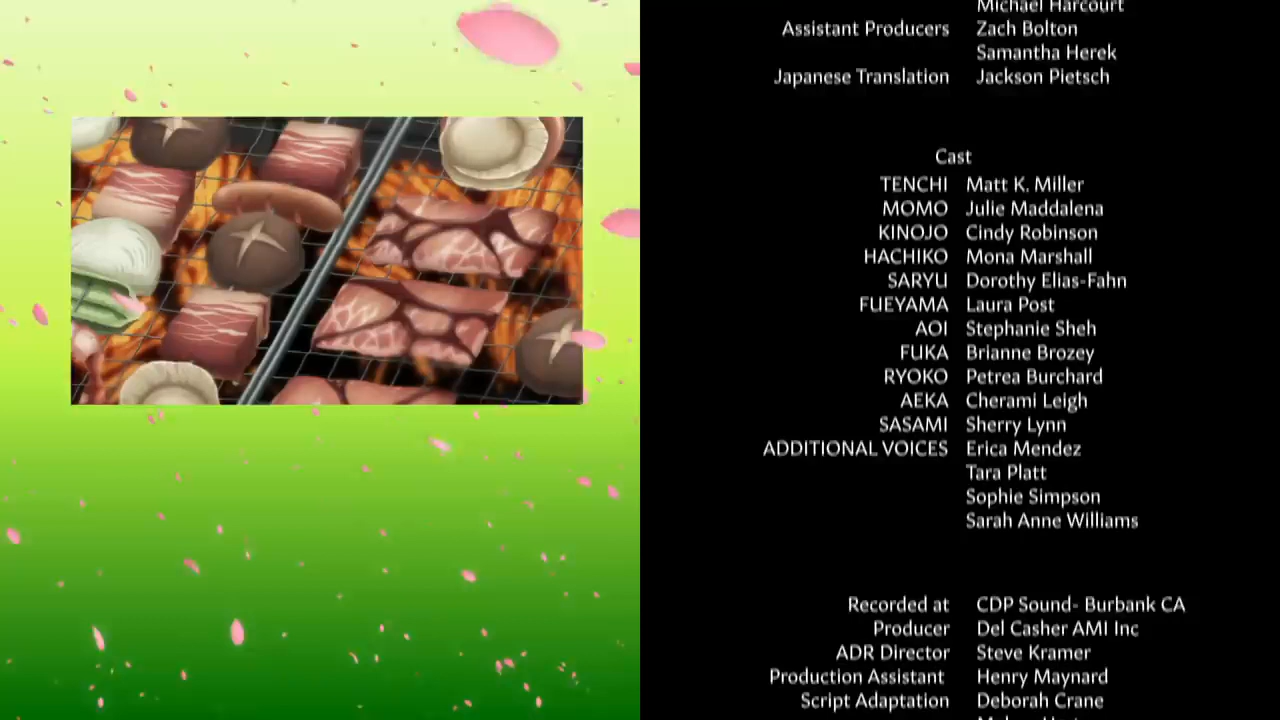 Michael Harcourt
Assistant Producers Zach Bolton
Samantha Herek
Japanese Translation Jackson Pietsch
Cast
TENCHI Matt K. Miller
MOMO Julie Maddalena
KINOJO Cindy Robinson
HACHIKO Mona Marshall
SARYU Dorothy Elias-Fahn
FUEYAMA Laura Post
AOI Stephanie Sheh
FUKA Brianne Brozey
RYOKO Petrea Burchard
AEKA Cherami Leigh
SASAMI Sherry Lynn
ADDITIONAL VOICES Erica Mendez
Tara Platt
Sophie Simpson
Sarah Anne Williams
Recorded at CDP Sound- Burbank CA
Producer Del Casher AMI Inc
ADR Director Steve Kramer
Production Assistant Henry Maynard
Script Adaptation Deborah Crane